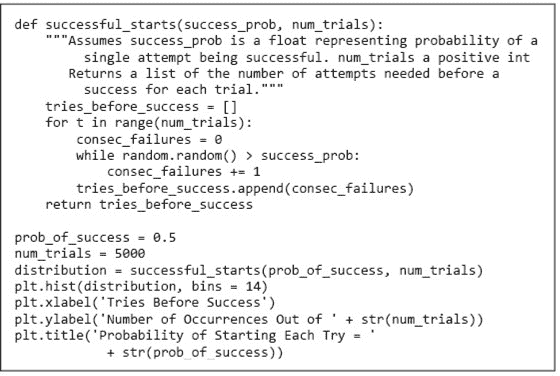 def successful_starts(success_prob, num_trials):
    """Assumes success_prob is a float representing probability of a
         single attempt being successful. num_trials a positive int
       Returns a list of the number of attempts needed before a
         success for each trial."""
    tries_before_success = []
    for t in range(num_trials):
        consec_failures = 0
        while random.random() > success_prob:
            consec_failures += 1
        tries_before_success.append(consec_failures)
    return tries_before_success

prob_of_success = 0.5
num_trials = 5000
distribution = successful_starts(prob_of_success, num_trials)
plt.hist(distribution, bins = 14)
plt.xlabel('Tries Before Success')
plt.ylabel('Number of Occurrences Out of ' + str(num_trials))
plt.title('Probability of Starting Each Try = '
            + str(prob_of_success))